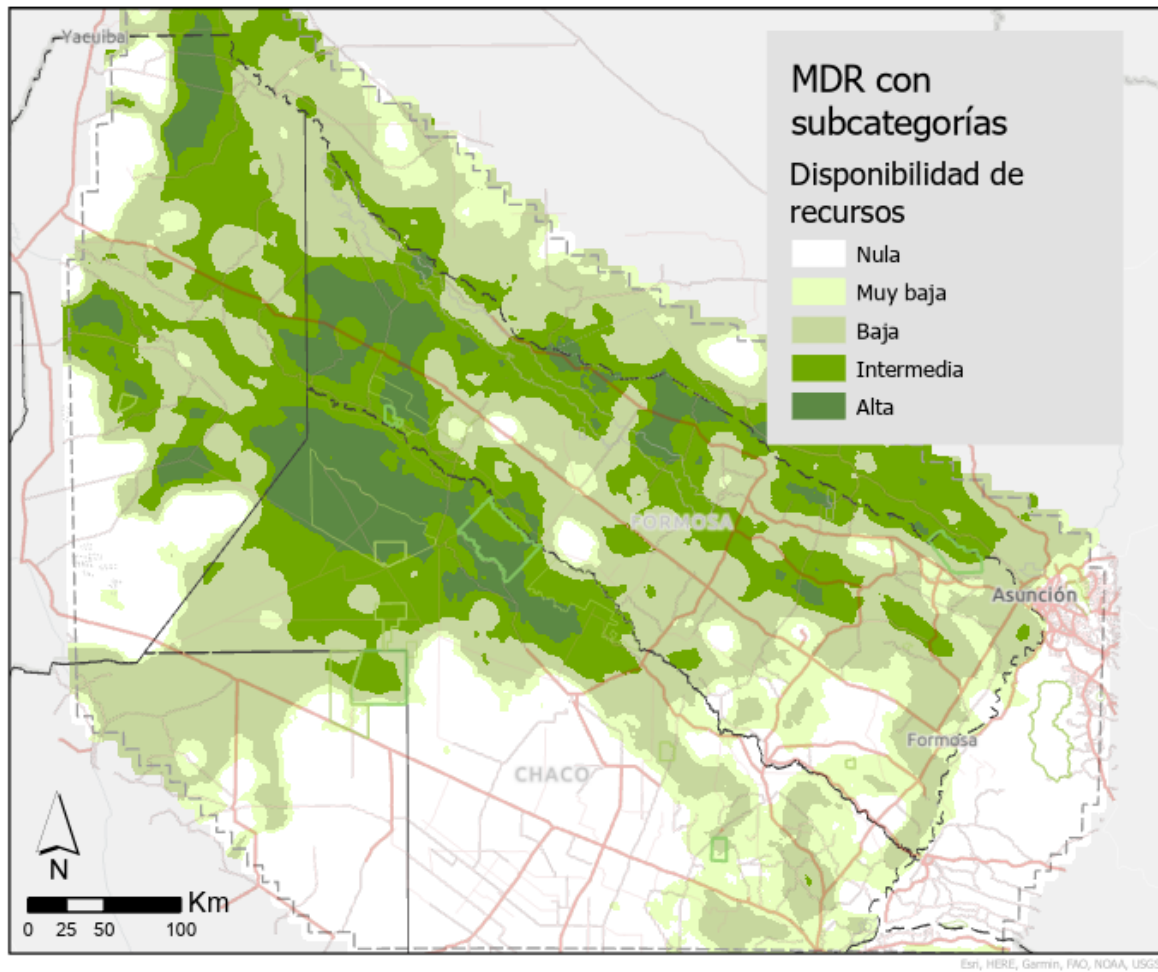 Yacuiba
MDR con
subcategorías
Disponibilidad de
recursos
Nula
Muy baja
Baja
Intermedia
Alta
FORMOSA
Asunción
Formosa
CHACO
N
Km
0 25 50 100
Esri, HERE, Garmin, FAO, NOAA, USGS